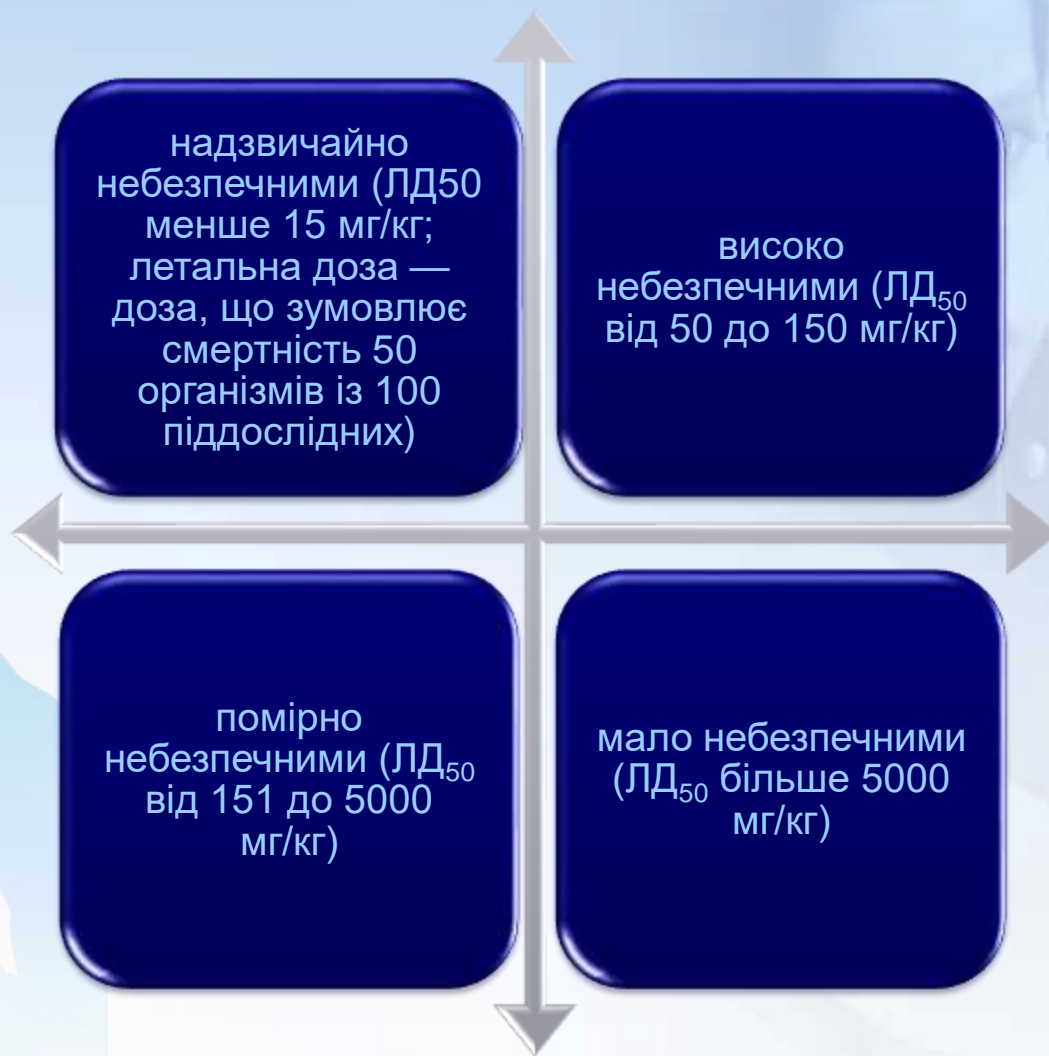 надзвичайно
небезпечними (ЛД50
менше 15 мг/кг;
летальна доза —
доза, що зумовлює
смертність 50
організмів із 100
піддослідних)
високо
небезпечними (ЛД₅₀
від 50 до 150 мг/кг)
помірно
небезпечними (ЛД₅₀
від 151 до 5000
мг/кг)
мало небезпечними
(ЛД₅₀ більше 5000
мг/кг)